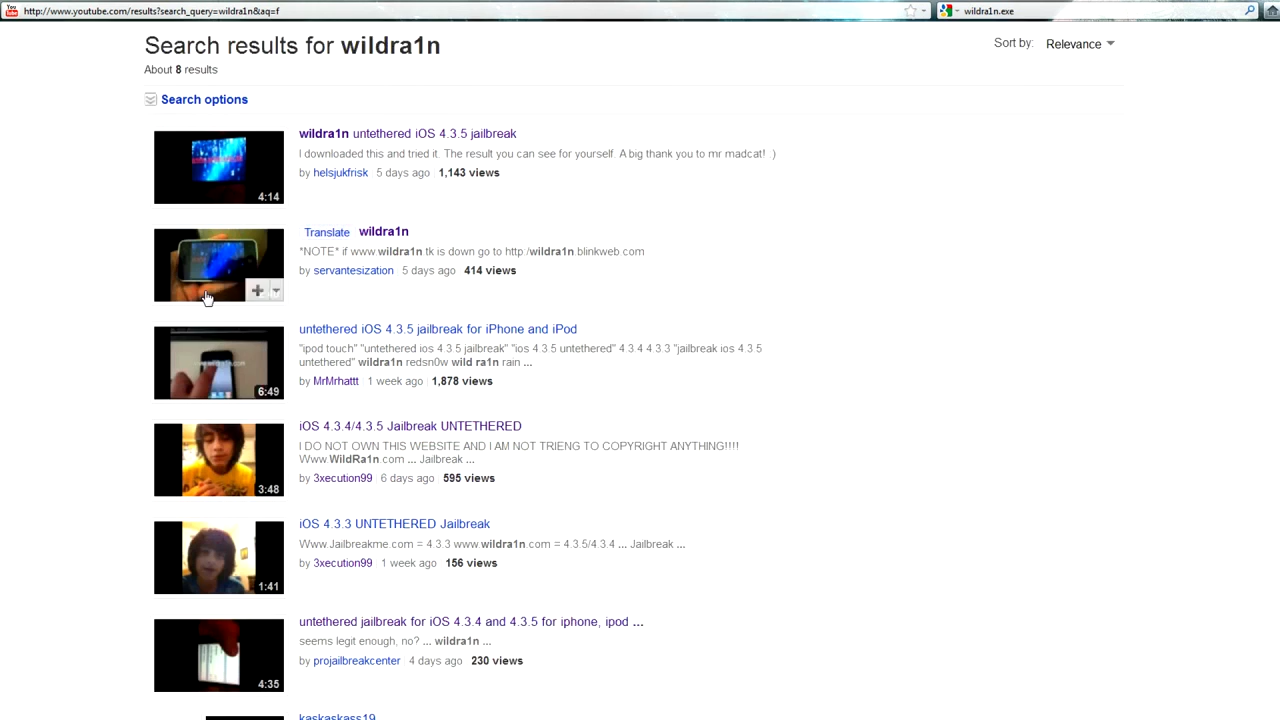 http://www.youtube.com/results?search_query=wildra1n&aq=f
wildra1n.exe
Search results for wildra1n
Sort by: Relevance
About 8 results
Search options
wildra1n untethered iOS 4.3.5 jailbreak
I downloaded this and tried it. The result you can see for yourself. A big thank you to mr madcat! :)
by helsjukfrisk 5 days ago 1,143 views
4:14
Translate wildra1n
*NOTE* if www.wildra1n tk is down go to http:/wildra1n.blinkweb.com
by servantesization 5 days ago 414 views
untethered iOS 4.3.5 jailbreak for iPhone and iPod
"ipod touch" "untethered ios 4 3 5 jailbreak" "ios 4 3 5 untethered" 4 3 4 4 3 3 "jailbreak ios 4 3 5
untethered" wildra1n redsn0w wild ra1n rain ...
by MrMrhattt 1 week ago 1,878 views
6:49
iOS 4.3.4/4.3.5 Jailbreak UNTETHERED
I DO NOT OWN THIS WEBSITE AND I AM NOT TRIENG TO COPYRIGHT ANYTHING!!!!
Www.WildRa1n.com ... Jailbreak ...
by 3xecution99 6 days ago 595 views
3:48
iOS 4.3.3 UNTETHERED Jailbreak
Www.Jailbreakme.com = 4.3.3 www.wildra1n.com = 4.3.5/4.3.4 ... Jailbreak ...
by 3xecution99 1 week ago 156 views
1:41
untethered jailbreak for iOS 4.3.4 and 4.3.5 for iphone, ipod ...
seems legit enough, no? ... wildra1n ...
by projailbreakcenter 4 days ago 230 views
4:35
kaskaskass19